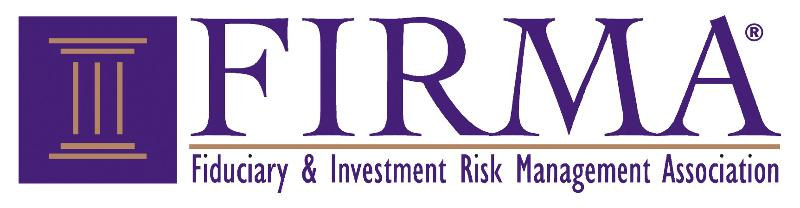 FIRMA®
Fiduciary & Investment Risk Management Association